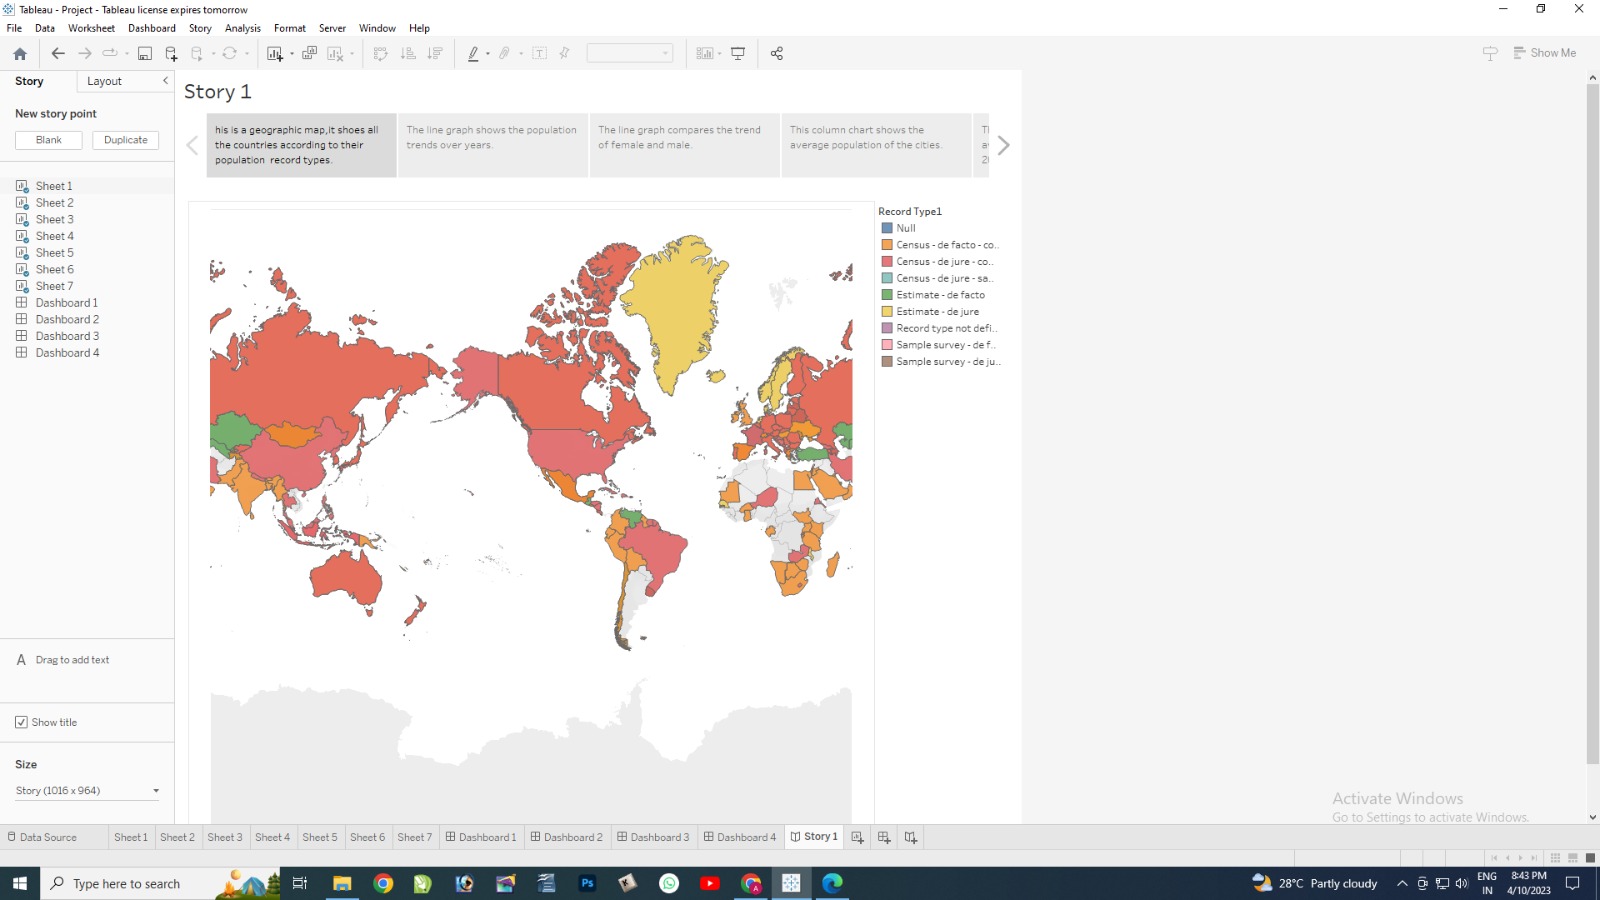 Tableau - Project - Tableau license expires tomorrow
File Data Worksheet Dashboard Story Analysis Format Server Window Help
Show Me
Story Layout
New story point
Blank Duplicate
Sheet 1
Sheet 2
Sheet 3
Sheet 4
Sheet 5
Sheet 6
Sheet 7
Dashboard 1
Dashboard 2
Dashboard 3
Dashboard 4
A Drag to add text
Show title
Size
Story (1016 x 964)
Story 1
his is a geographic map,it shoes all
the countries according to their
population record types.
The line graph shows the population
trends over years.
The line graph compares the trend
of female and male.
This column chart shows the
average population of the cities.
Record Type1
Null
Census - de facto - co..
Census - de jure - co..
Census - de jure - sa..
Estimate - de facto
Estimate - de jure
Record type not defi..
Sample survey - de f..
Sample survey - de ju..
Activate Windows
Go to Settings to activate Windows.
Data Source Sheet 1 Sheet 2 Sheet 3 Sheet 4 Sheet 5 Sheet 6 Sheet 7 Dashboard 1 Dashboard 2 Dashboard 3 Dashboard 4 Story 1
Type here to search
Ps
28°C Partly cloudy
ENG
IN
8:43 PM
4/10/2023